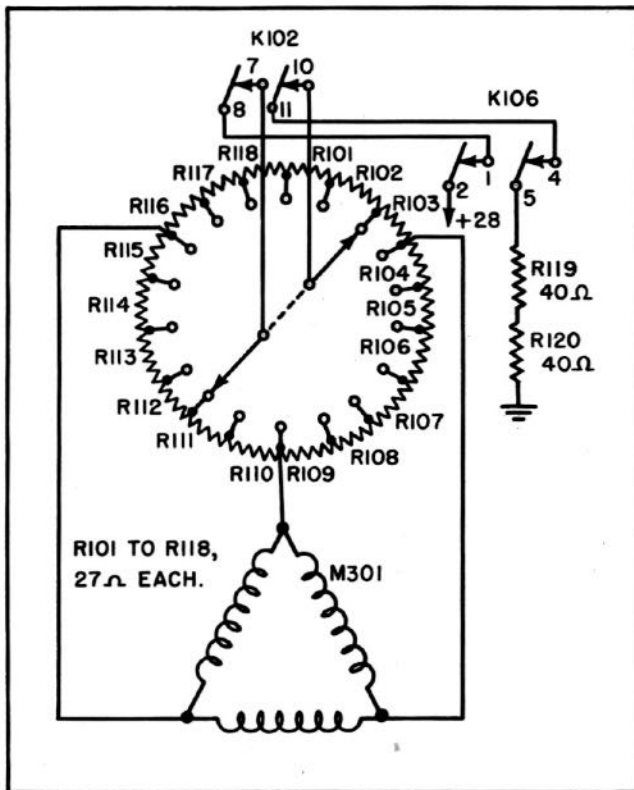 K102
7
10
8
11
K106
R118
R101
R117
R102
1
4
2
5
R116
R103
+28
R115
R104
R119
40Ω
R114
R105
R113
R106
R120
40Ω
R112
R107
R111
R108
R110
R109
R101 TO R118,
27Ω EACH.
M301